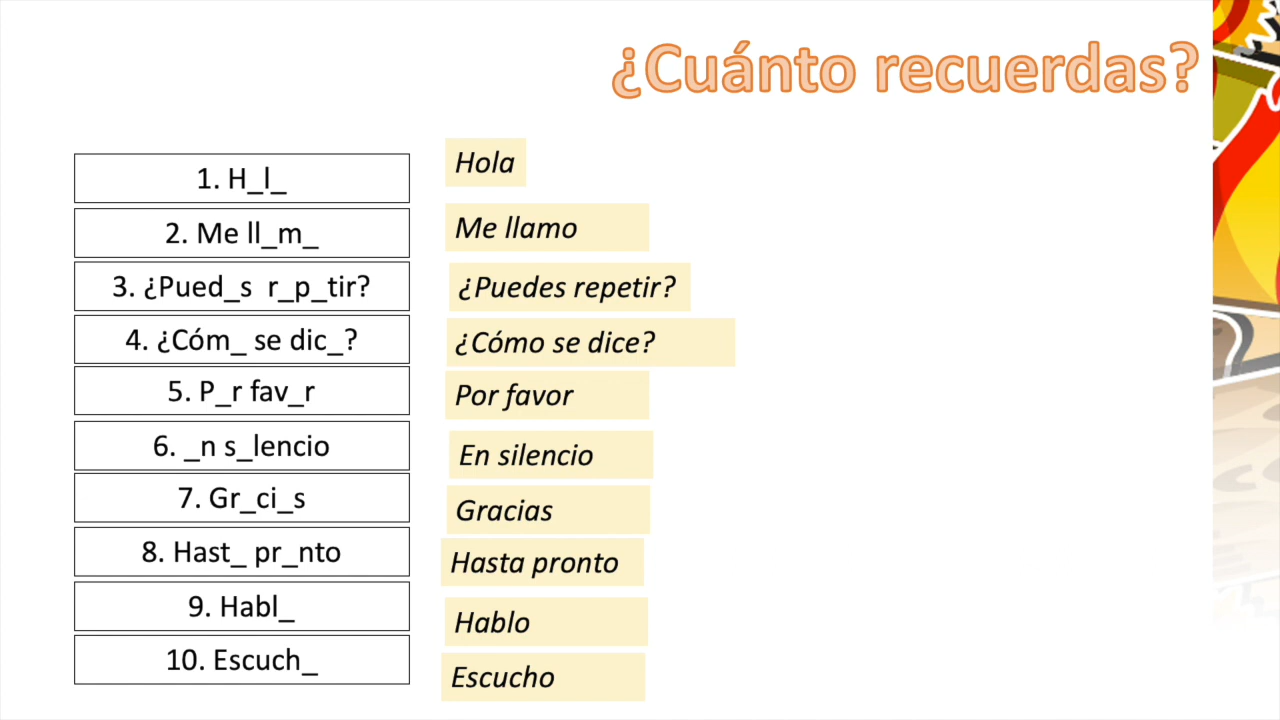 ¿Cuánto recuerdas?
1. H_l_
Hola
2. Me ll_m_
Me llamo
3. ¿Pued_s r_p_tir?
¿Puedes repetir?
4. ¿Cóm_ se dic_?
¿Cómo se dice?
5. P_r fav_r
Por favor
6. _n s_lencio
En silencio
7. Gr_ci_s
Gracias
8. Hast_ pr_nto
Hasta pronto
9. Habl_
Hablo
10. Escuch_
Escucho